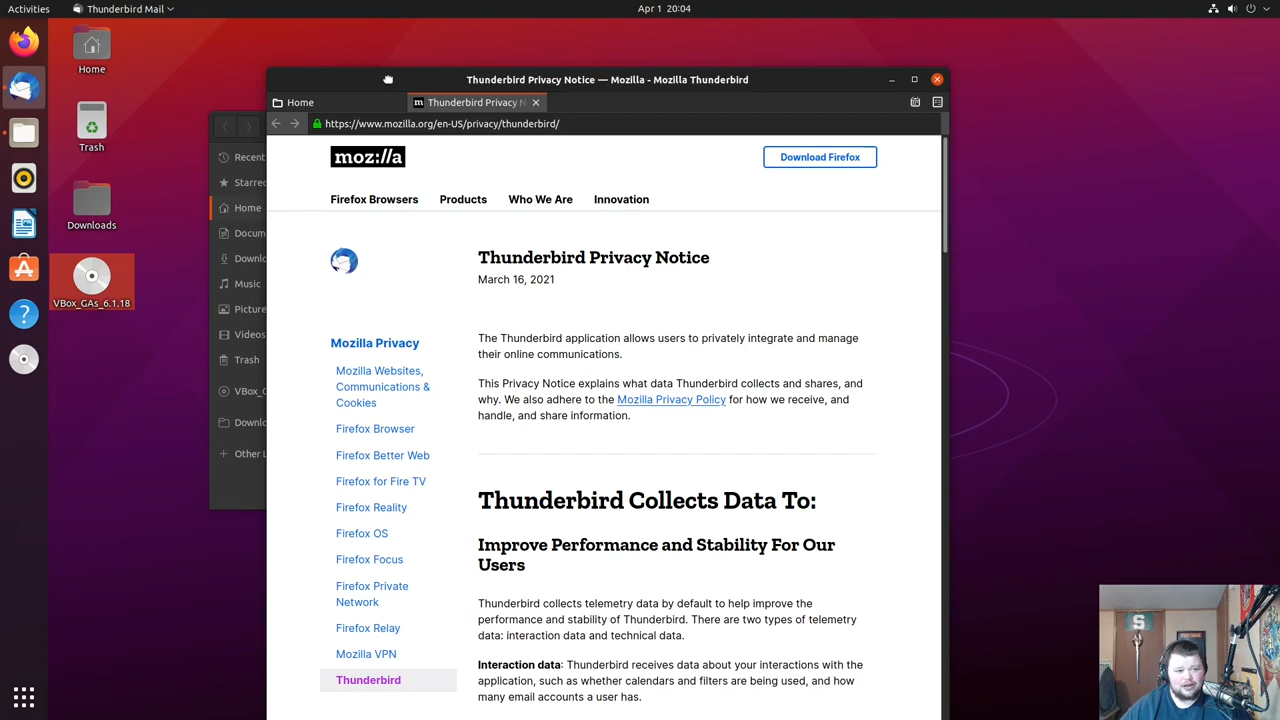 Activities
Thunderbird Mail
Apr 1 20:04
Home
Trash
Downloads
VBox_GAs_6.1.18
Recent
Starred
Home
Docum
Downlo
Music
Picture
Videos
Trash
VBox_G
Downlo
Other L
Thunderbird Privacy Notice — Mozilla - Mozilla Thunderbird
Home
m Thunderbird Privacy N
https://www.mozilla.org/en-US/privacy/thunderbird/
moz://a
Download Firefox
Firefox Browsers
Products
Who We Are
Innovation
Thunderbird Privacy Notice
March 16, 2021
Mozilla Privacy
Mozilla Websites,
Communications &
Cookies
Firefox Browser
Firefox Better Web
Firefox for Fire TV
Firefox Reality
Firefox OS
Firefox Focus
Firefox Private
Network
Firefox Relay
Mozilla VPN
Thunderbird
The Thunderbird application allows users to privately integrate and manage
their online communications.
This Privacy Notice explains what data Thunderbird collects and shares, and
why. We also adhere to the Mozilla Privacy Policy for how we receive, and
handle, and share information.
Thunderbird Collects Data To:
Improve Performance and Stability For Our
Users
Thunderbird collects telemetry data by default to help improve the
performance and stability of Thunderbird. There are two types of telemetry
data: interaction data and technical data.
Interaction data: Thunderbird receives data about your interactions with the
application, such as whether calendars and filters are being used, and how
many email accounts a user has.
S